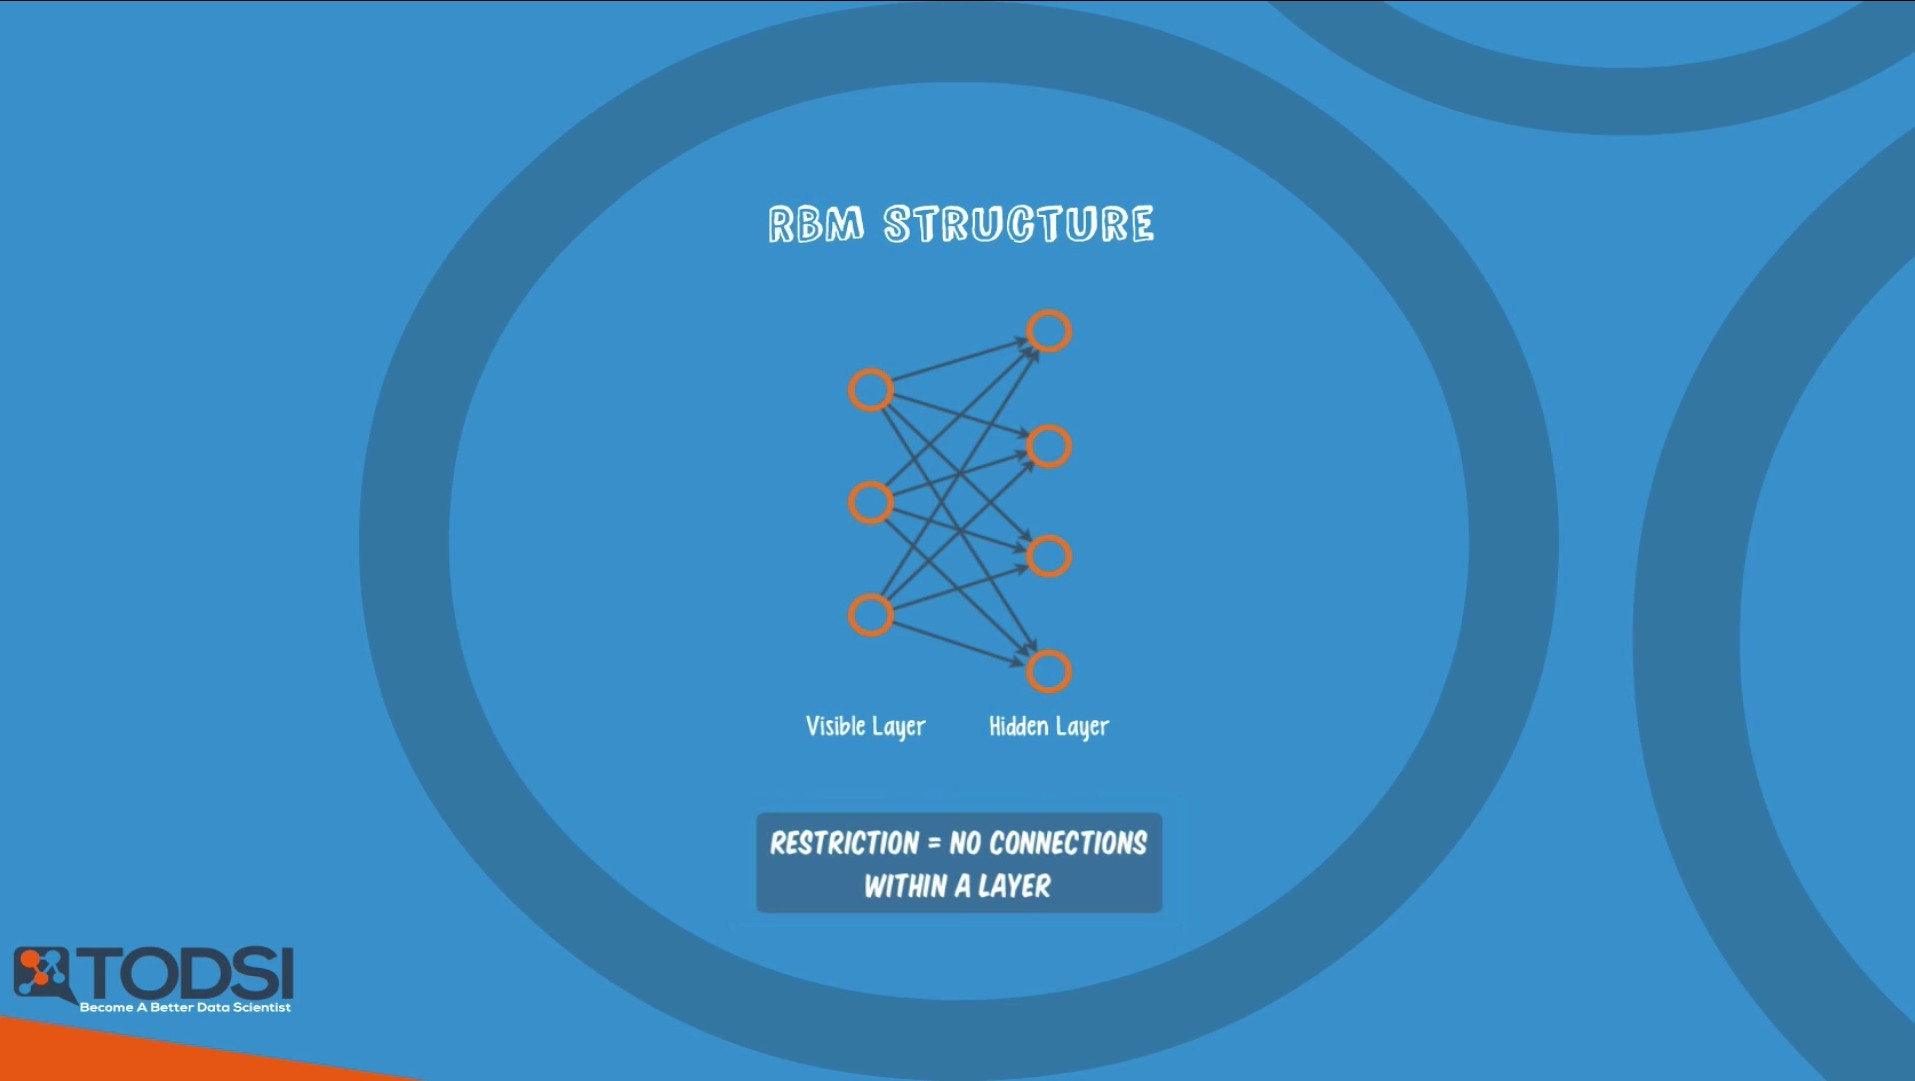 RBM STRUCTURE
Visible Layer
Hidden Layer
RESTRICTION = NO CONNECTIONS
WITHIN A LAYER
TODSI
Become A Better Data Scientist